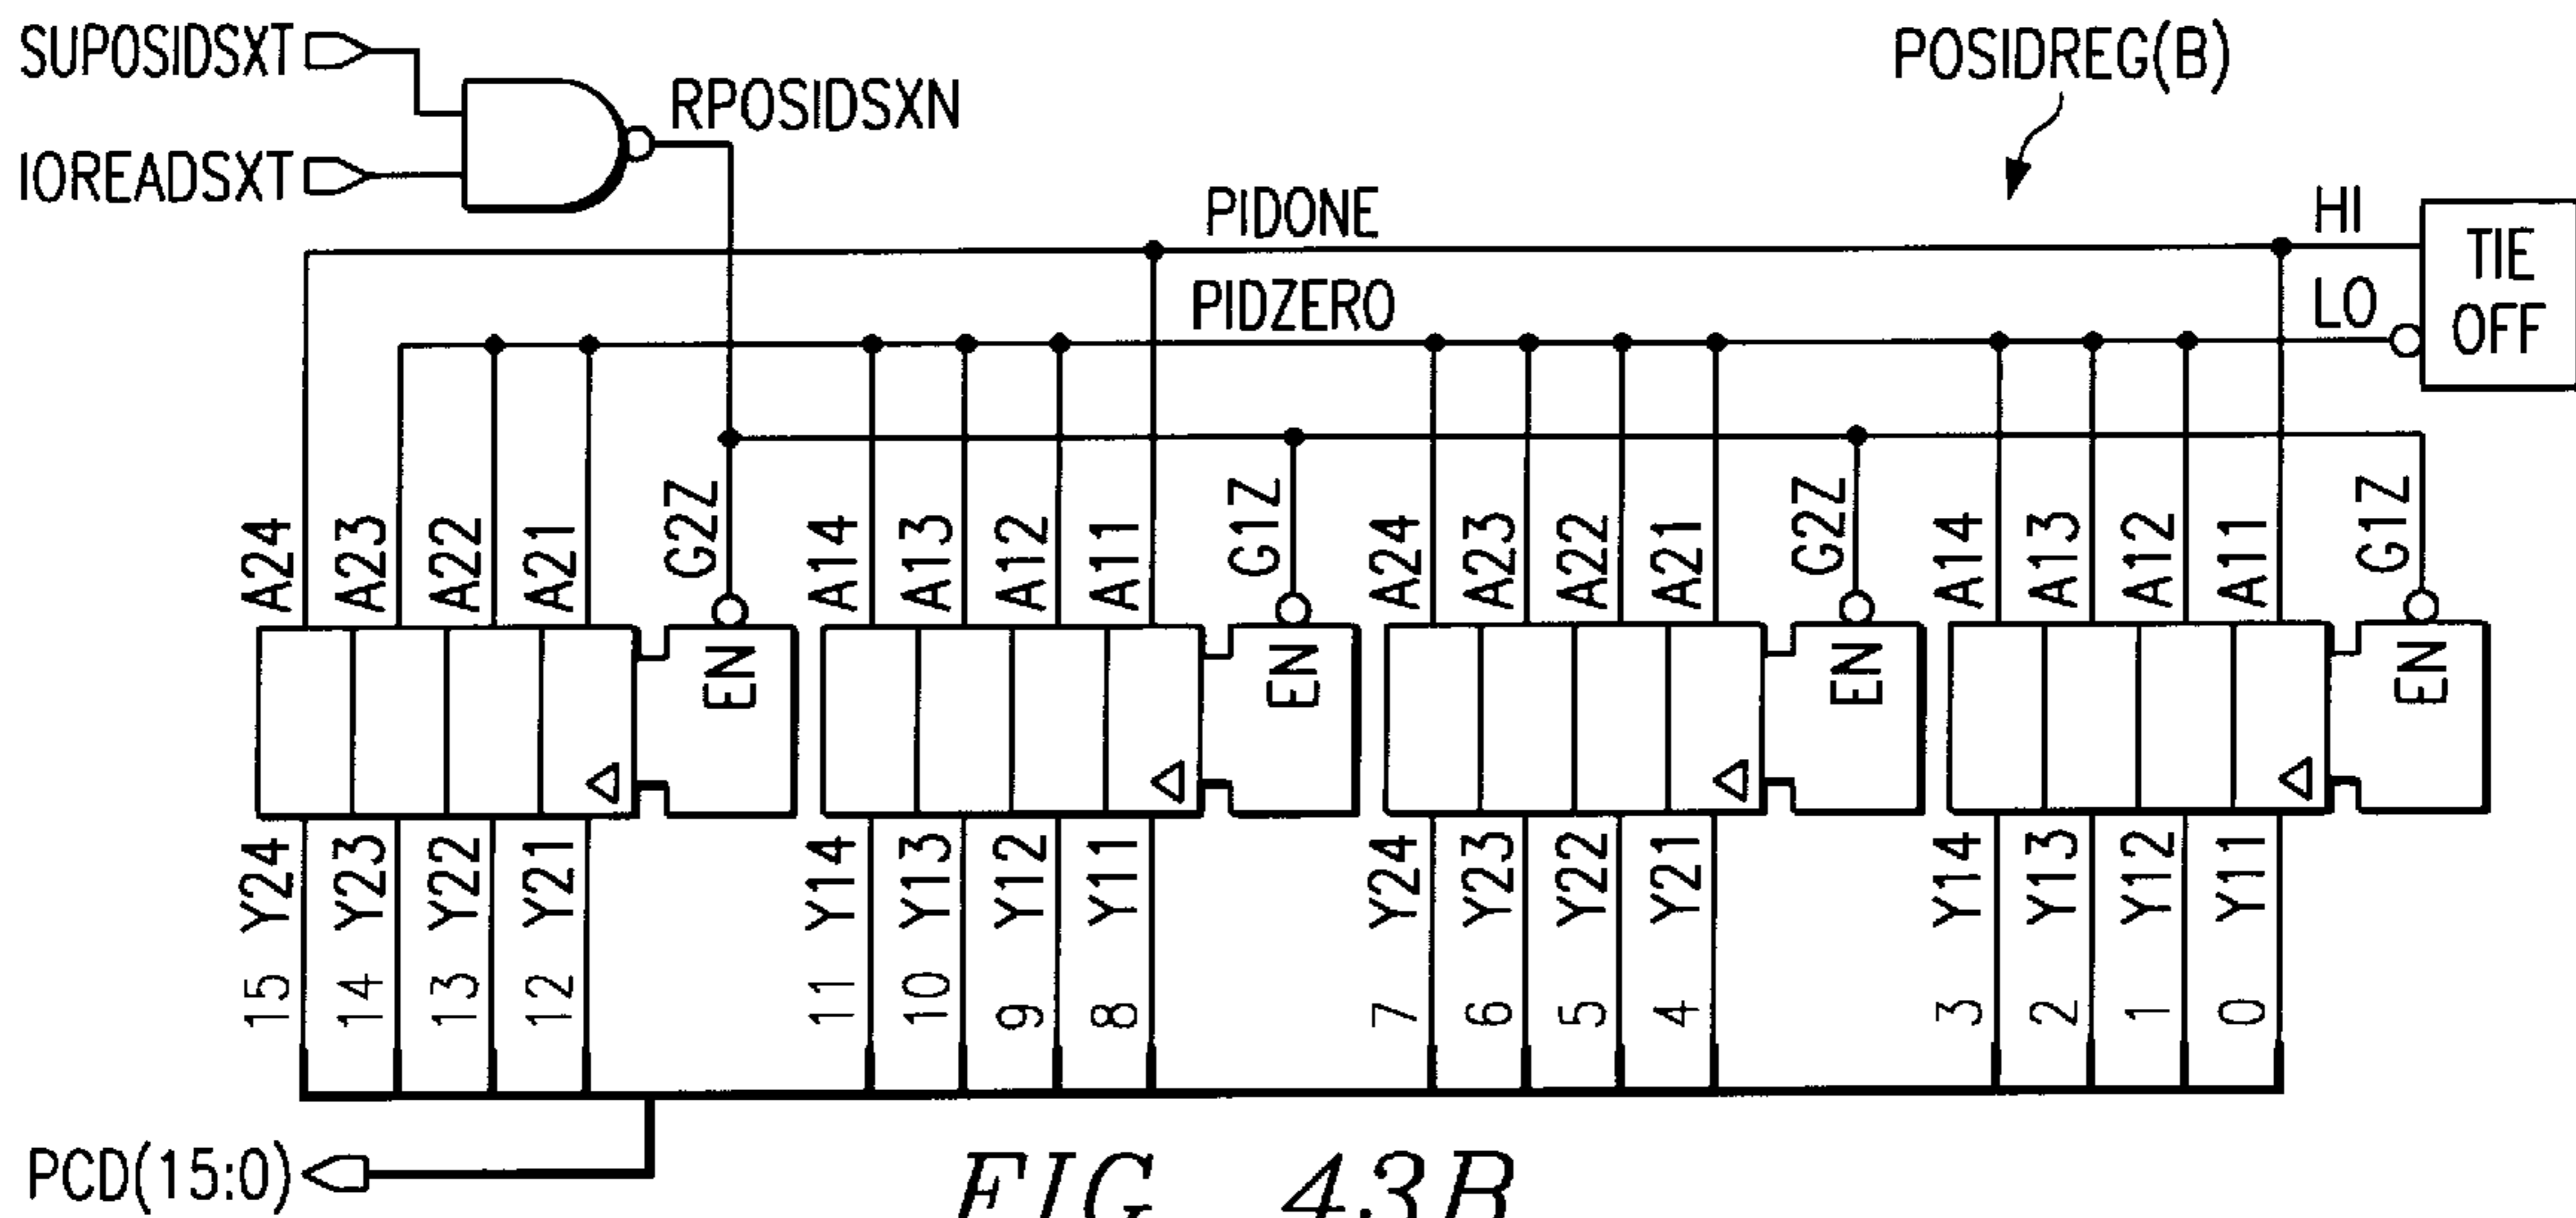 SUPOSIDSXT
POSIDREG(B)
RPOSIDSXN
IOREADSXT
PIDONE
HI
TIE
OFF
PIDZERO
LO
A24 A23 A22 A21 G2Z A14 A13 A12 A11 G1Z A24 A23 A22 A21 G2Z A14 A13 A12 A11 G1Z
EN EN EN EN
Y24 Y23 Y22 Y21 Y14 Y13 Y12 Y11 Y24 Y23 Y22 Y21 Y14 Y13 Y12 Y11
15 14 13 12 11 10 9 8 7 6 5 4 3 2 1 0
PCD(15:0)
FIG. 43B